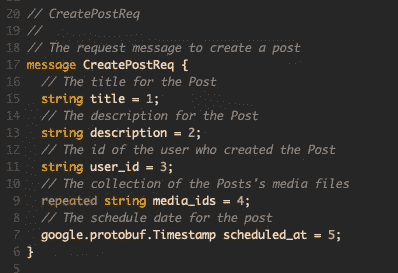 20 // CreatePostReq
19 //
18 // The request message to create a post
17 message CreatePostReq {
16 // The title for the Post
15 string title = 1;
14 // The description for the Post
13 string description = 2;
12 // The id of the user who created the Post
11 string user_id = 3;
10 // The collection of the Posts's media files
9 repeated string media_ids = 4;
8 // The schedule date for the post
7 google.protobuf.Timestamp scheduled_at = 5;
6 }
5